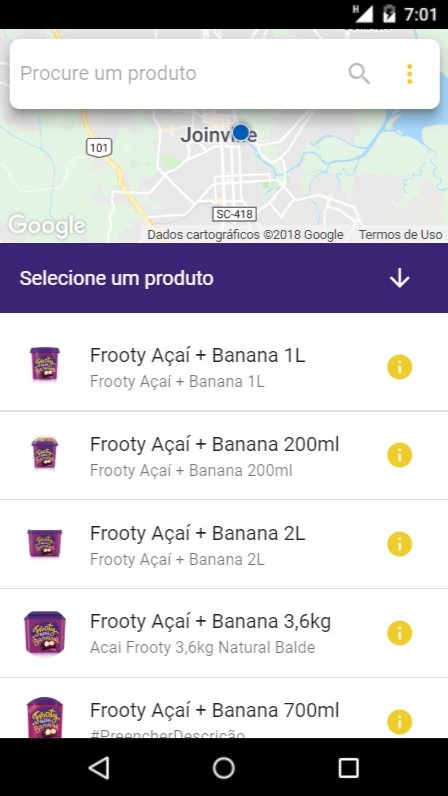 H 7:01
Procure um produto
Joinville
101
SC-418
Google
Dados cartográficos ©2018 Google Termos de Uso
Selecione um produto
Frooty Açaí + Banana 1L
Frooty Açaí + Banana 1L
Frooty Açaí + Banana 200ml
Frooty Açaí + Banana 200ml
Frooty Açaí + Banana 2L
Frooty Açaí + Banana 2L
Frooty Açaí + Banana 3,6kg
Acai Frooty 3,6kg Natural Balde
Frooty Açaí + Banana 700ml
#PreencherDescrição